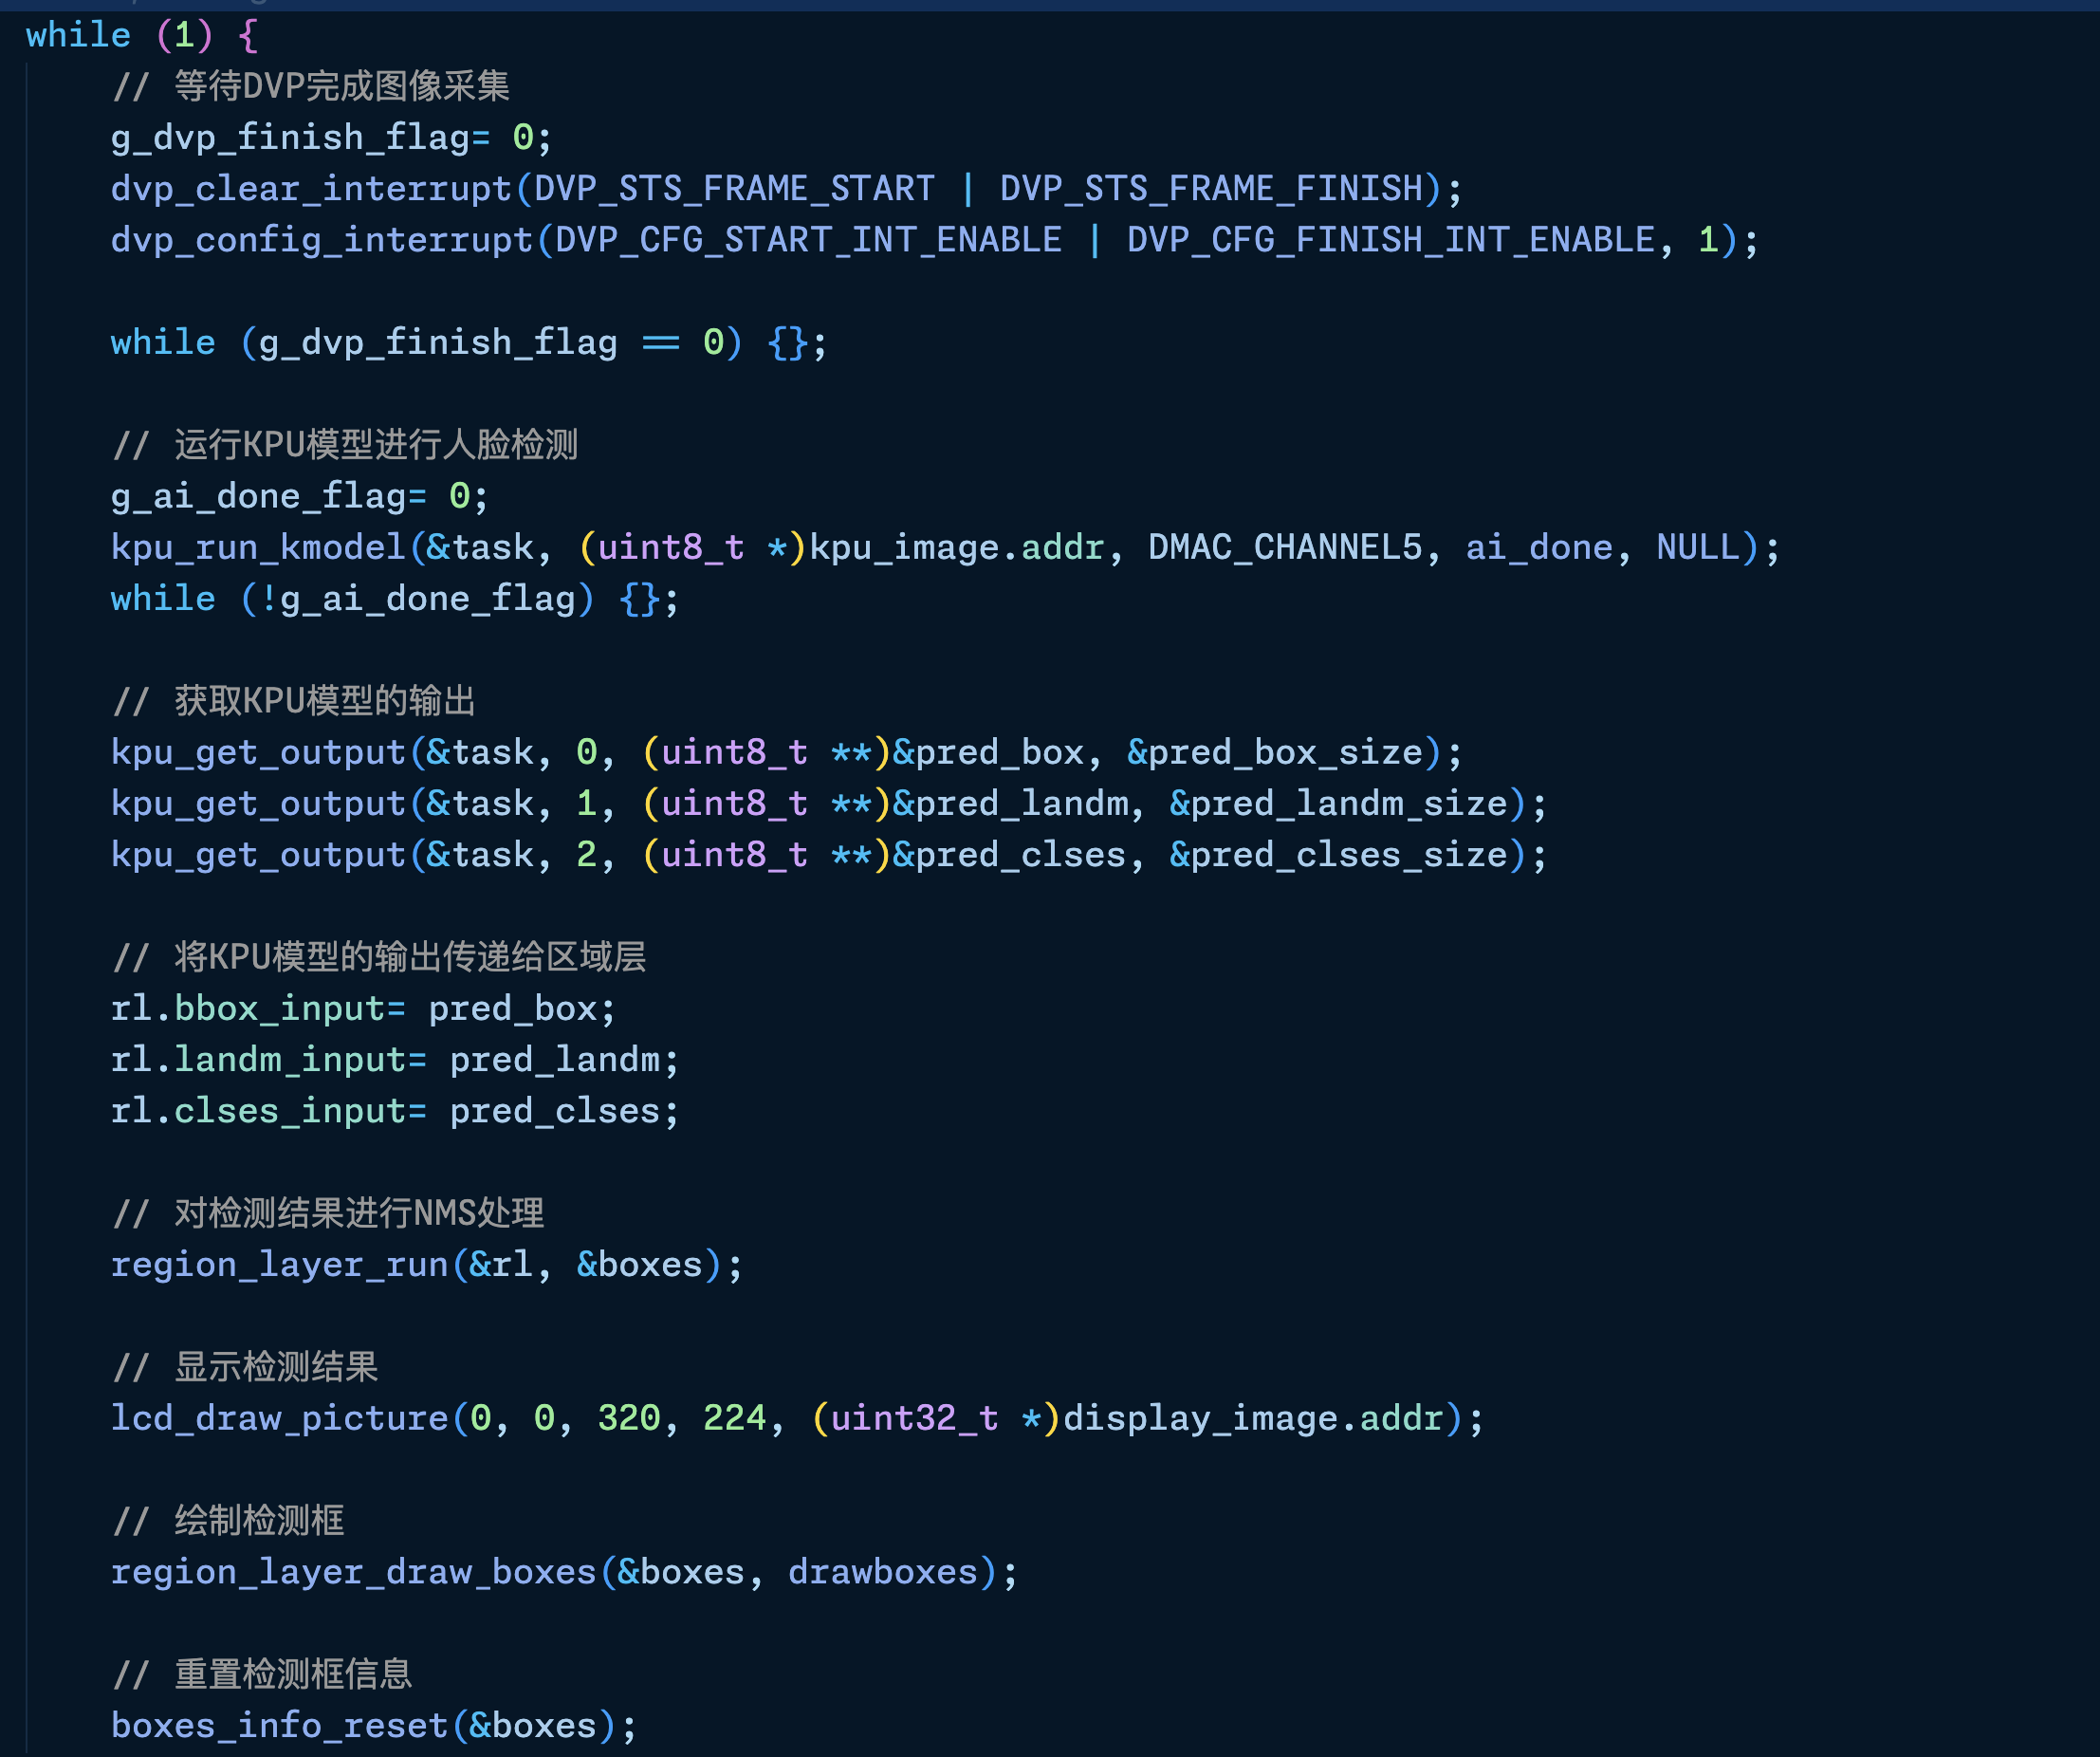 while (1) {
// 等待DVP完成图像采集
g_dvp_finish_flag= 0;
dvp_clear_interrupt(DVP_STS_FRAME_START | DVP_STS_FRAME_FINISH);
dvp_config_interrupt(DVP_CFG_START_INT_ENABLE | DVP_CFG_FINISH_INT_ENABLE, 1);
while (g_dvp_finish_flag == 0) {};
// 运行KPU模型进行人脸检测
g_ai_done_flag= 0;
kpu_run_kmodel(&task, (uint8_t *)kpu_image.addr, DMAC_CHANNEL5, ai_done, NULL);
while (!g_ai_done_flag) {};
// 获取KPU模型的输出
kpu_get_output(&task, 0, (uint8_t **)&pred_box, &pred_box_size);
kpu_get_output(&task, 1, (uint8_t **)&pred_landm, &pred_landm_size);
kpu_get_output(&task, 2, (uint8_t **)&pred_clses, &pred_clses_size);
// 将KPU模型的输出传递给区域层
rl.bbox_input= pred_box;
rl.landm_input= pred_landm;
rl.clses_input= pred_clses;
// 对检测结果进行NMS处理
region_layer_run(&rl, &boxes);
// 显示检测结果
lcd_draw_picture(0, 0, 320, 224, (uint32_t *)display_image.addr);
// 绘制检测框
region_layer_draw_boxes(&boxes, drawboxes);
// 重置检测框信息
boxes_info_reset(&boxes);